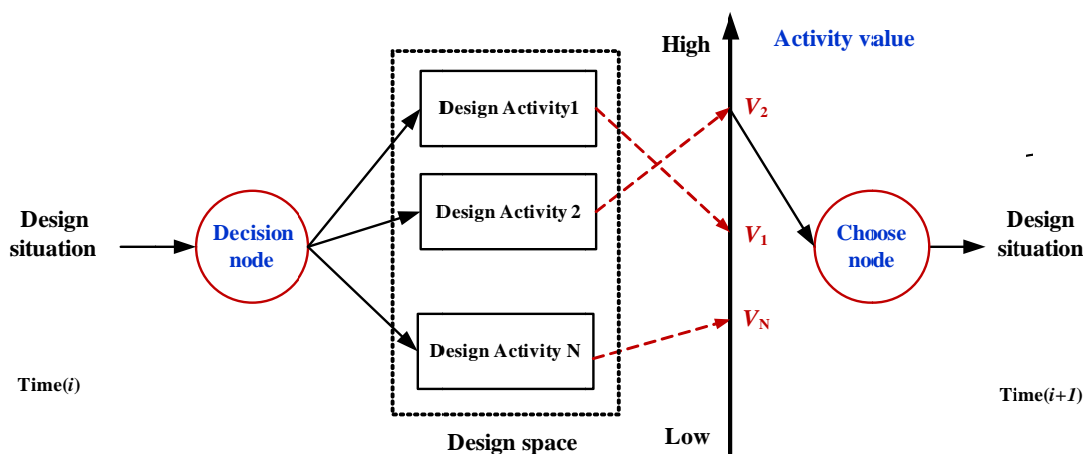 Design
situation
Time(i)
Decision
node
Design Activity1
Design Activity 2
Design Activity N
Design space
High
Activity value
V2
V1
VN
Low
Choose
node
Design
situation
Time(i+1)